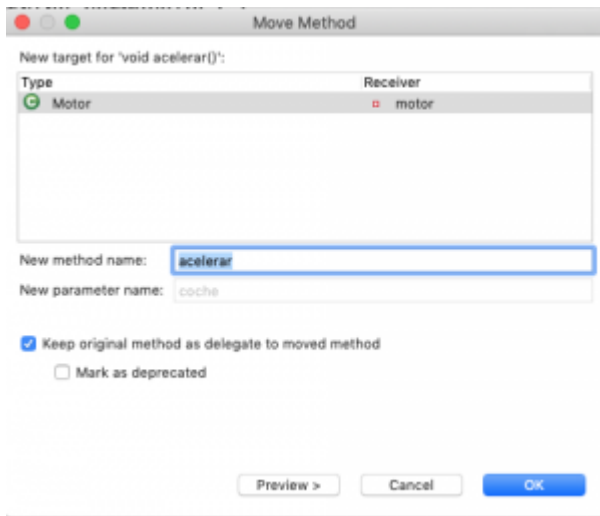 Move Method
New target for 'void acelerar()':
Type Receiver
Motor motor
New method name: acelerar
New parameter name: coche
Keep original method as delegate to moved method
Mark as deprecated
Preview > Cancel OK